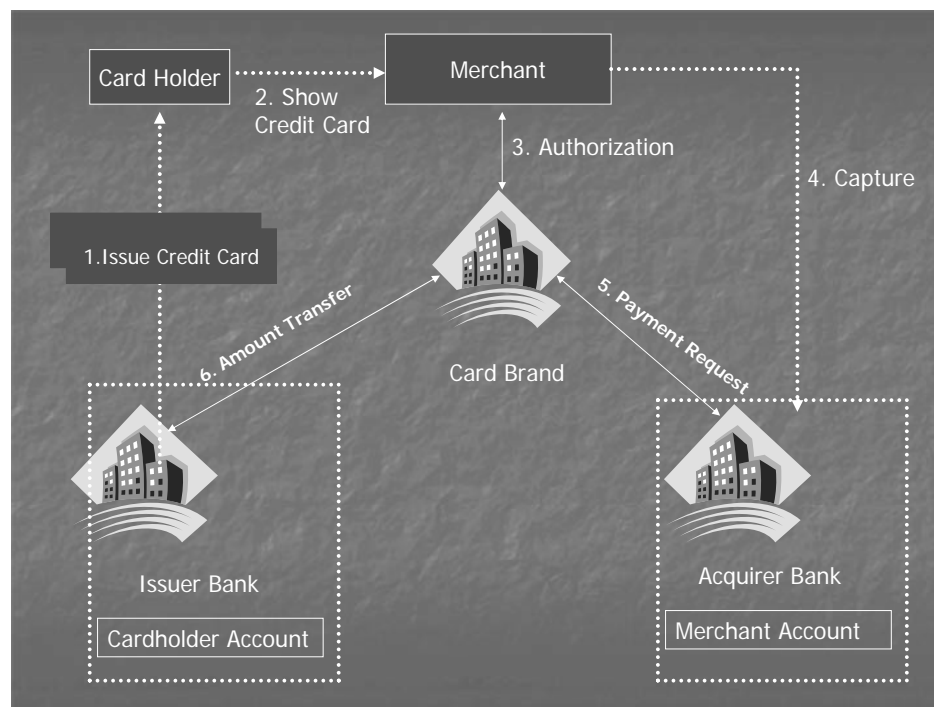 Card Holder
Merchant
2. Show
Credit Card
3. Authorization
4. Capture
1.Issue Credit Card
6. Amount Transfer
5. Payment Request
Card Brand
Issuer Bank
Acquirer Bank
Cardholder Account
Merchant Account